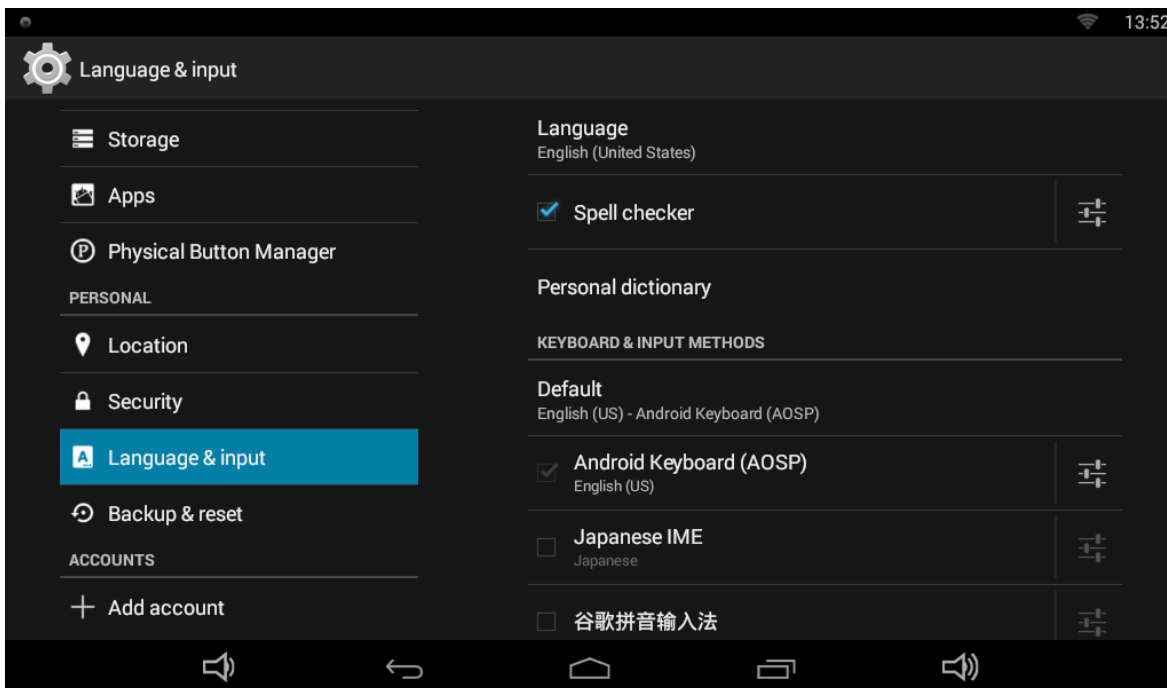 13:52
Language & input
Storage
Apps
Physical Button Manager
PERSONAL
Location
Security
Language & input
Backup & reset
ACCOUNTS
Add account
Language
English (United States)
Spell checker
Personal dictionary
KEYBOARD & INPUT METHODS
Default
English (US) - Android Keyboard (AOSP)
Android Keyboard (AOSP)
English (US)
Japanese IME
Japanese
谷歌拼音输入法